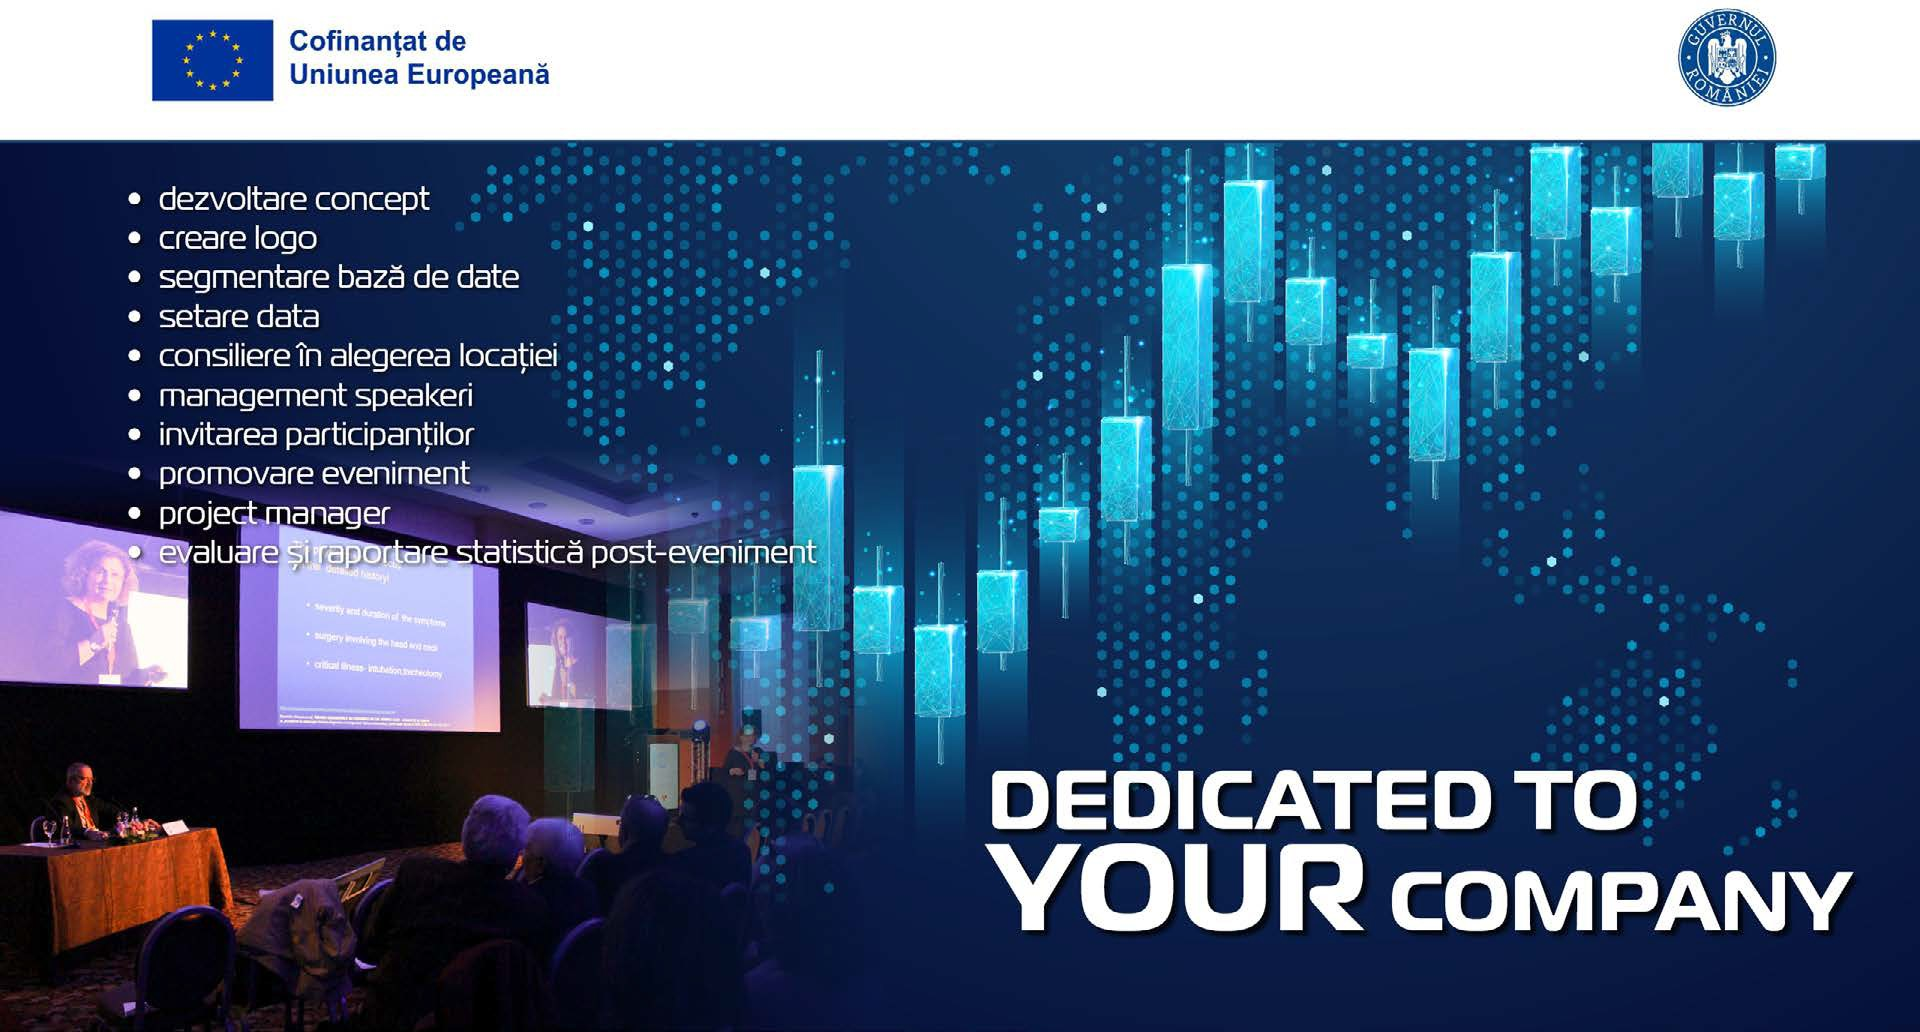 Cofinanțat de
Uniunea Europeană
GUVERNUL ROMÂNIEI
• dezvoltare concept
• creare logo
• segmentare bază de date
• setare data
• consiliere în alegerea locației
• management speakeri
• invitarea participanților
• promovare eveniment
• project manager
• evaluare și raportare statistică post-eveniment
detailed history!
• severity and duration of the symptoms
• surgery involving the head and neck
• critical illness- intubation,tracheotomy
DEDICATED TO
YOUR COMPANY